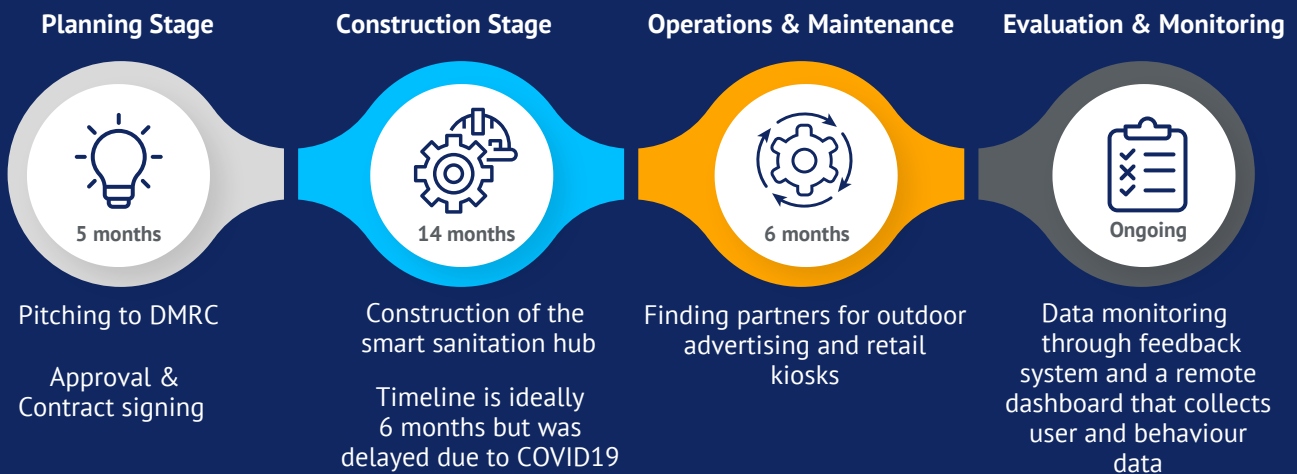 Planning Stage
Construction Stage
Operations & Maintenance
Evaluation & Monitoring
5 months
14 months
6 months
Ongoing
Pitching to DMRC
Approval &
Contract signing
Construction of the
smart sanitation hub
Timeline is ideally
6 months but was
delayed due to COVID19
Finding partners for outdoor
advertising and retail
kiosks
Data monitoring
through feedback
system and a remote
dashboard that collects
user and behaviour
data